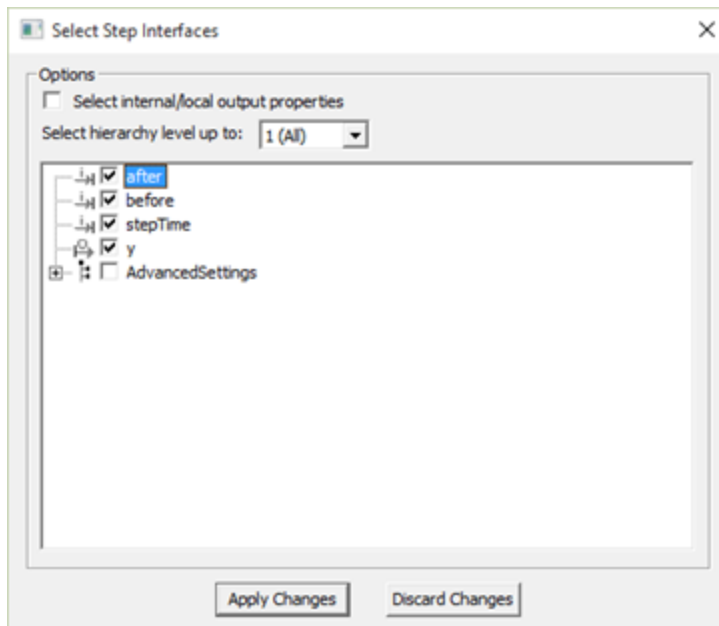 Select Step Interfaces
Options
Select internal/local output properties
Select hierarchy level up to: 1 (All)
after
before
stepTime
y
AdvancedSettings
Apply Changes Discard Changes